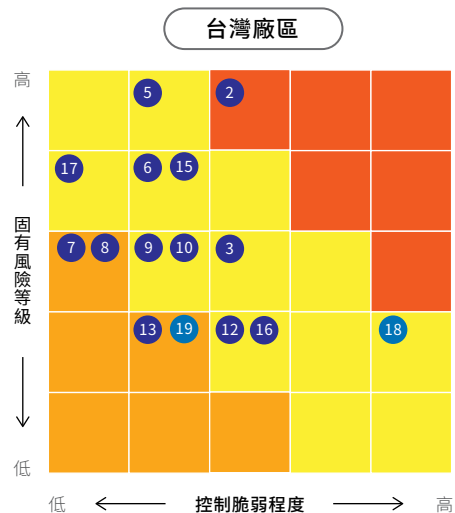 台灣廠區
高
5 2
17 6 15
固有風險等級
7 8 9 10 3
13 19 12 16 18
低
低 控制脆弱程度 高